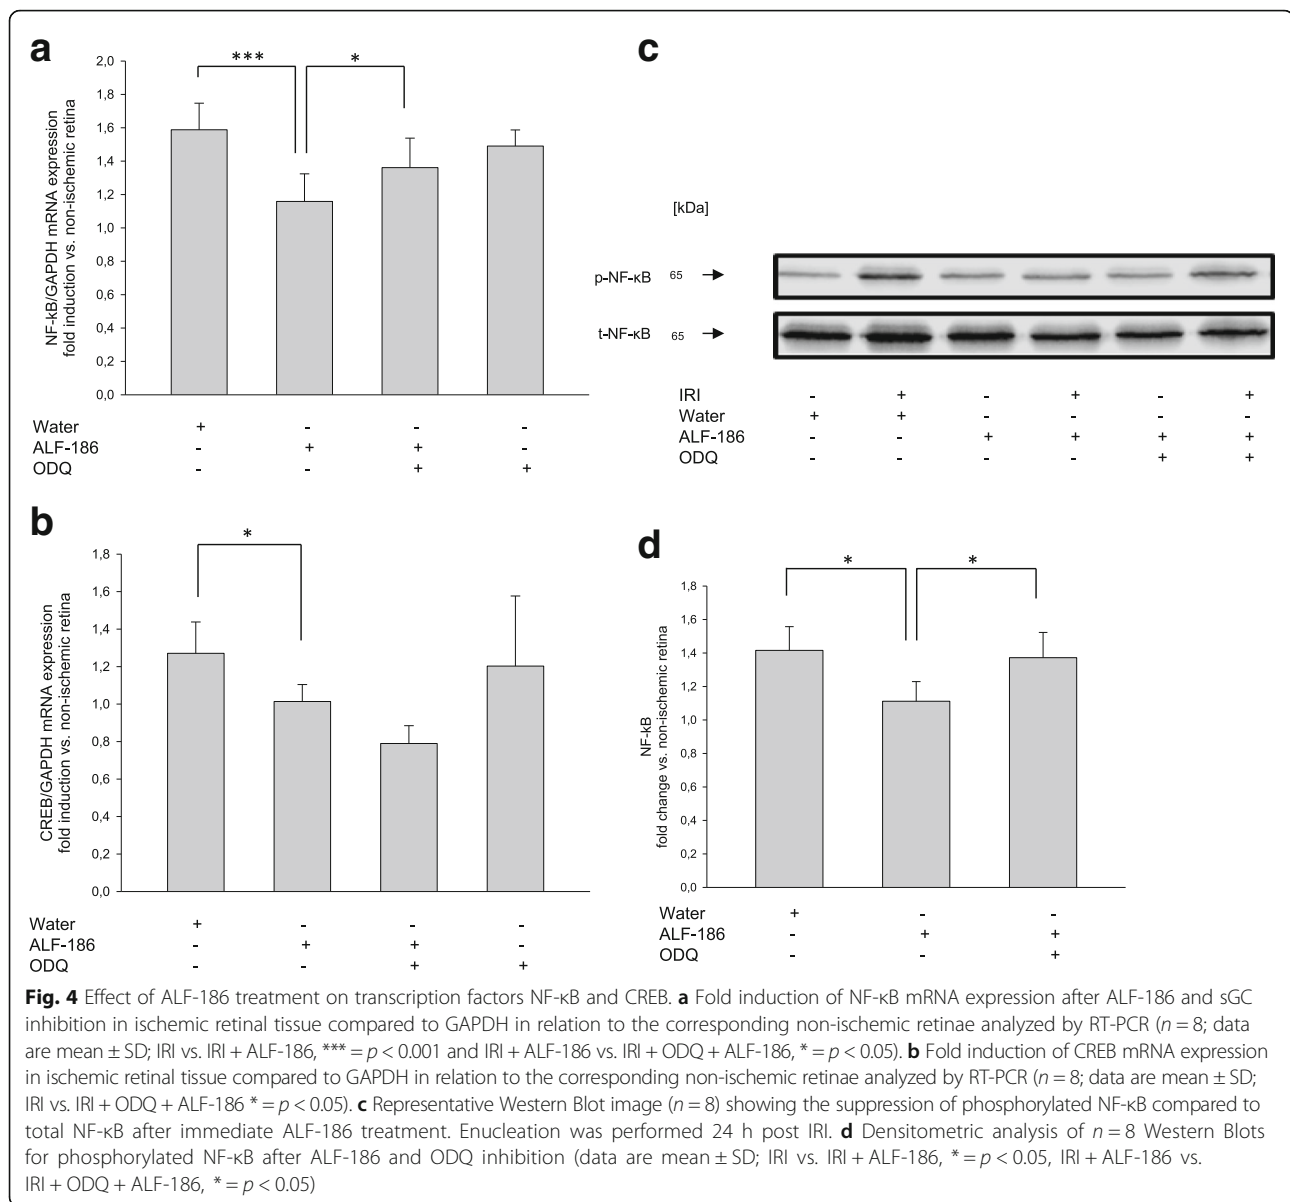 a
*** *
2,0
1,8
1,6
1,4
1,2
1,0
0,8
0,6
0,4
0,2
0,0
NF-kB/GAPDH mRNA expression
fold induction vs. non-ischemic retina
Water + - - -
ALF-186 - + + -
ODQ - - + +
c
[kDa]
p-NF-κB 65
t-NF-κB 65
IRI - + - + - +
Water + + - - - -
ALF-186 - - + + + +
ODQ - - - - + +
b
*
1,8
1,6
1,4
1,2
1,0
0,8
0,6
0,4
0,2
0,0
CREB/GAPDH mRNA expression
fold induction vs. non-ischemic retina
Water + - - -
ALF-186 - + + -
ODQ - - + +
d
* *
1,8
1,6
1,4
1,2
1,0
0,8
0,6
0,4
0,2
0,0
NF-kB
fold change vs. non-ischemic retina
Water + - -
ALF-186 - + +
ODQ - - +
Fig. 4 Effect of ALF-186 treatment on transcription factors NF-κB and CREB. a Fold induction of NF-κB mRNA expression after ALF-186 and sGC
inhibition in ischemic retinal tissue compared to GAPDH in relation to the corresponding non-ischemic retinae analyzed by RT-PCR (n = 8; data
are mean ± SD; IRI vs. IRI + ALF-186, *** = p < 0.001 and IRI + ALF-186 vs. IRI + ODQ + ALF-186, * = p < 0.05). b Fold induction of CREB mRNA expression
in ischemic retinal tissue compared to GAPDH in relation to the corresponding non-ischemic retinae analyzed by RT-PCR (n = 8; data are mean ± SD;
IRI vs. IRI + ODQ + ALF-186 * = p < 0.05). c Representative Western Blot image (n = 8) showing the suppression of phosphorylated NF-κB compared to
total NF-κB after immediate ALF-186 treatment. Enucleation was performed 24 h post IRI. d Densitometric analysis of n = 8 Western Blots
for phosphorylated NF-κB after ALF-186 and ODQ inhibition (data are mean ± SD; IRI vs. IRI + ALF-186, * = p < 0.05, IRI + ALF-186 vs.
IRI + ODQ + ALF-186, * = p < 0.05)